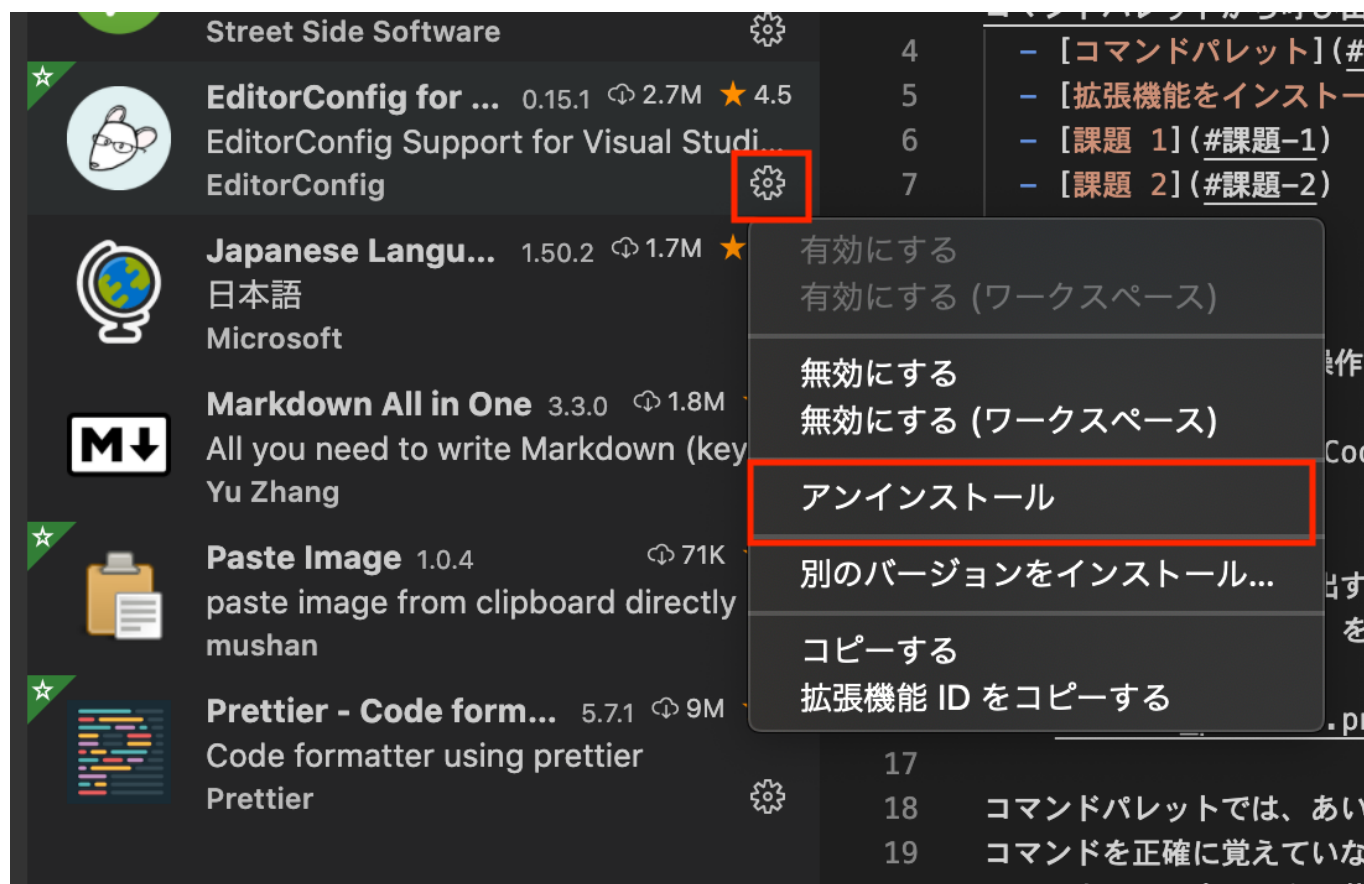 Street Side Software
EditorConfig for ... 0.15.1 2.7M 4.5
EditorConfig Support for Visual Studi...
EditorConfig
Japanese Langu... 1.50.2 1.7M
日本語
Microsoft
Markdown All in One 3.3.0 1.8M
All you need to write Markdown (key
Yu Zhang
M
Paste Image 1.0.4 71K
paste image from clipboard directly
mushan
Prettier - Code form... 5.7.1 9M
Code formatter using prettier
Prettier
有効にする
有効にする (ワークスペース)
無効にする
無効にする (ワークスペース)
アンインストール
別のバージョンをインストール...
コピーする
拡張機能 ID をコピーする
4 - [コマンドパレット](#
5 - [拡張機能をインストー
6 - [課題 1](#課題-1)
7 - [課題 2](#課題-2)
操作
Cod
出す
を
17
18 コマンドパレットでは、あい
19 コマンドを正確に覚えていな